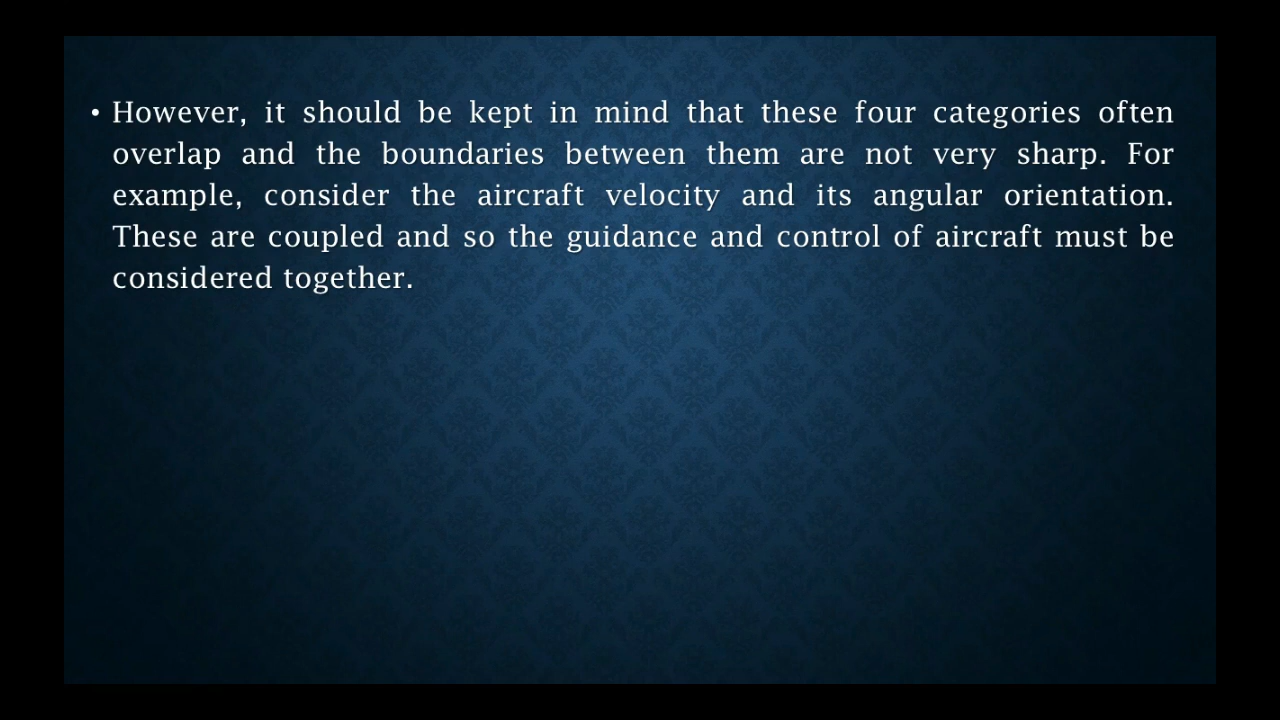 • However, it should be kept in mind that these four categories often
overlap and the boundaries between them are not very sharp. For
example, consider the aircraft velocity and its angular orientation.
These are coupled and so the guidance and control of aircraft must be
considered together.